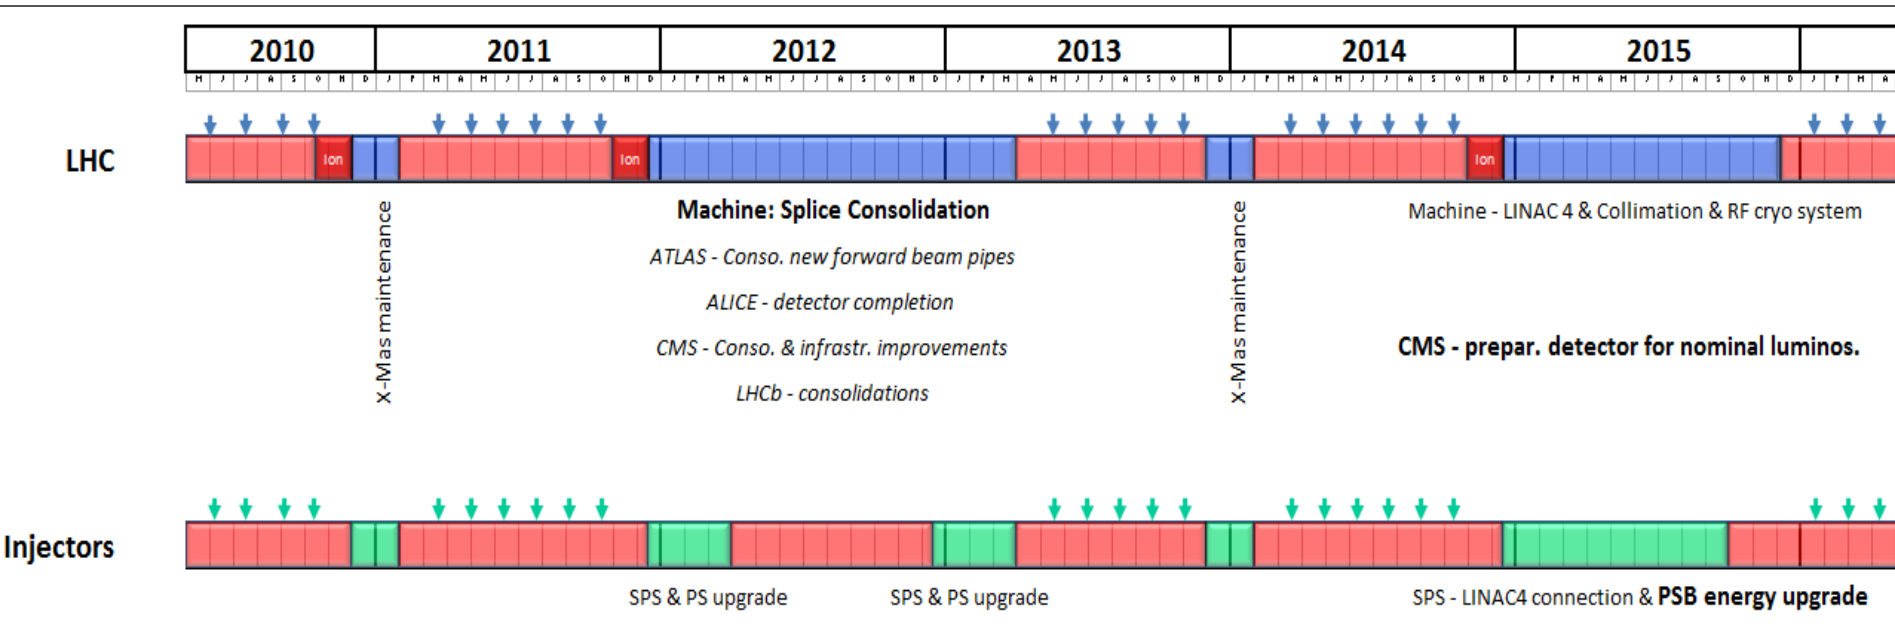 2010 2011 2012 2013 2014 2015
M J J A S O N D J F M A M J J A S O N D J F M A M J J A S O N D J F M A M J J A S O N D J F M A M J J A S O N D J F M A M J J A S O N D J F M A
LHC
Ion
Ion
Ion
X-Mas maintenance
Machine: Splice Consolidation
ATLAS - Conso. new forward beam pipes
ALICE - detector completion
CMS - Conso. & infrastr. improvements
LHCb - consolidations
X-Mas maintenance
Machine - LINAC 4 & Collimation & RF cryo system
CMS - prepar. detector for nominal luminos.
Injectors
SPS & PS upgrade
SPS & PS upgrade
SPS - LINAC4 connection & PSB energy upgrade